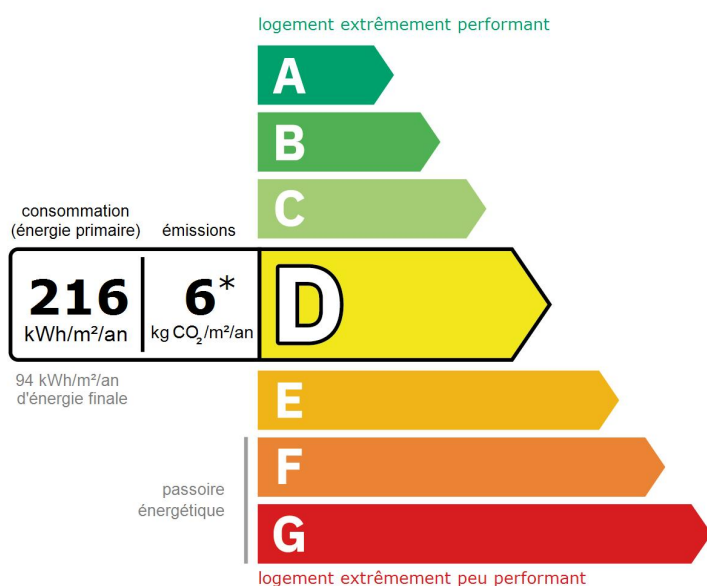 logement extrêmement performant
A
B
C
consommation
(énergie primaire)
émissions
216
kWh/m²/an
6*
kg CO₂/m²/an
D
94 kWh/m²/an
d'énergie finale
E
F
passoire
énergétique
G
logement extrêmement peu performant